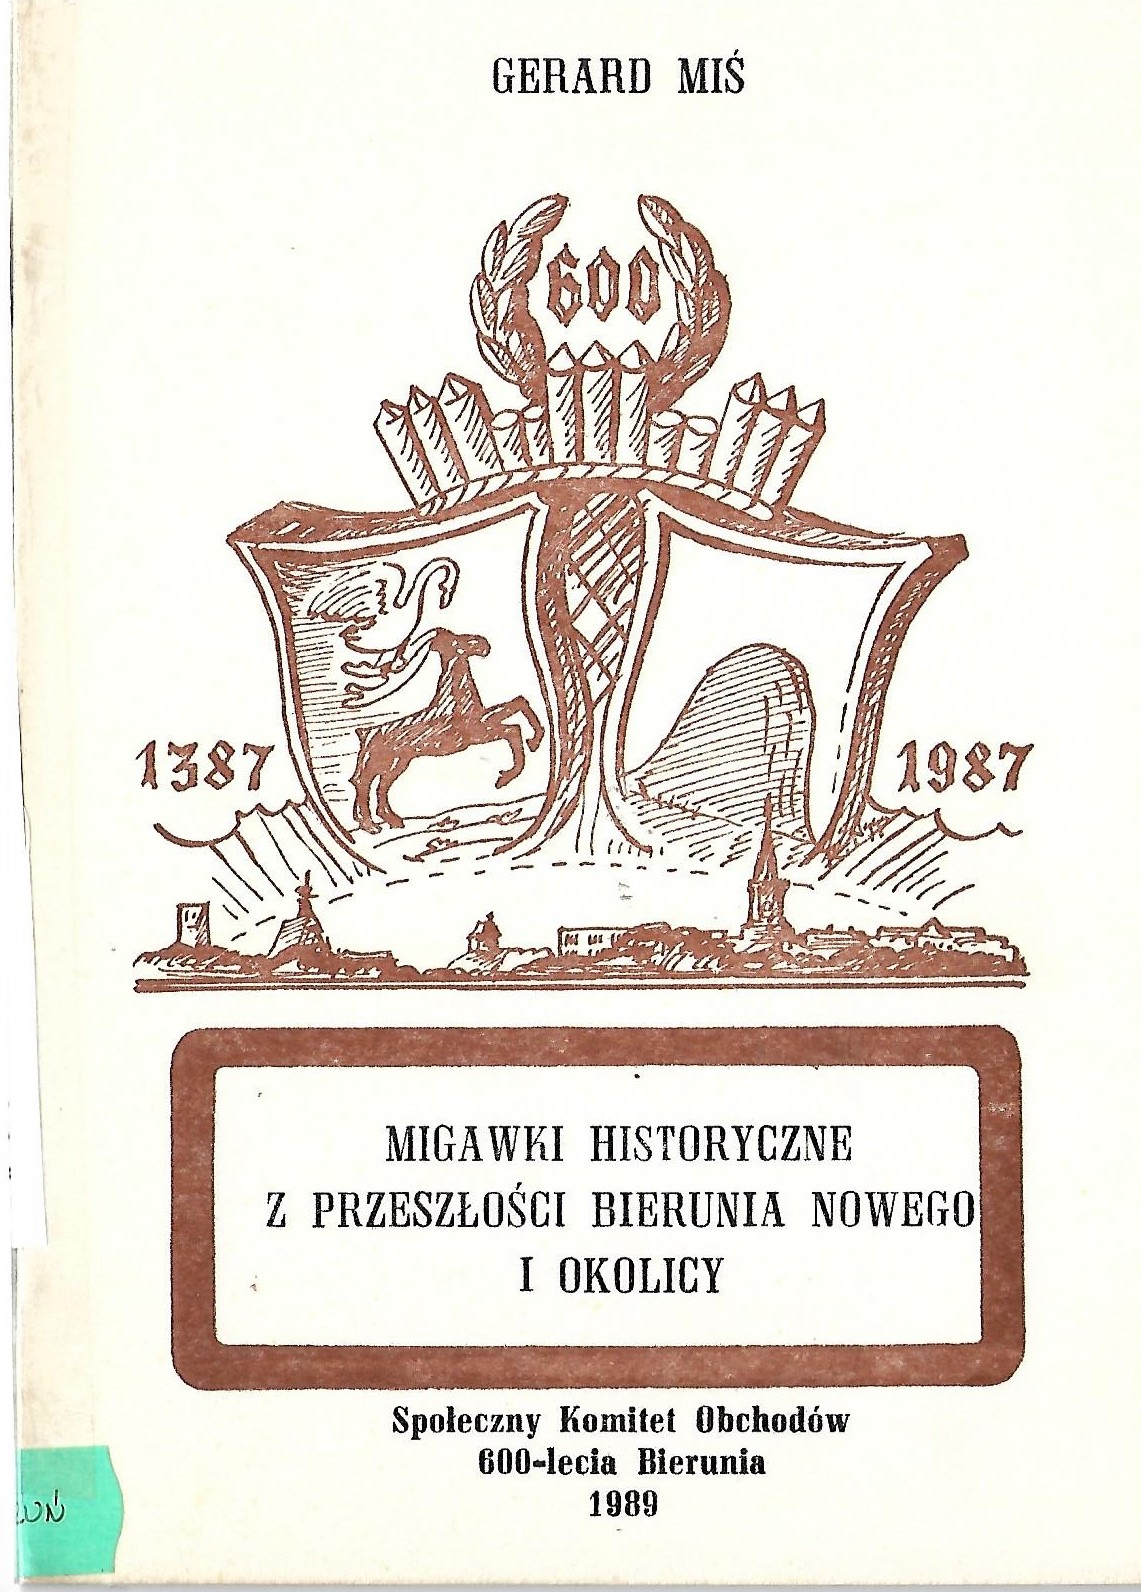 GERARD MIŚ
600
1387
1987
MIGAWKI HISTORYCZNE
Z PRZESZŁOŚCI BIERUNIA NOWEGO
I OKOLICY
Społeczny Komitet Obchodów
600-lecia Bierunia
1989